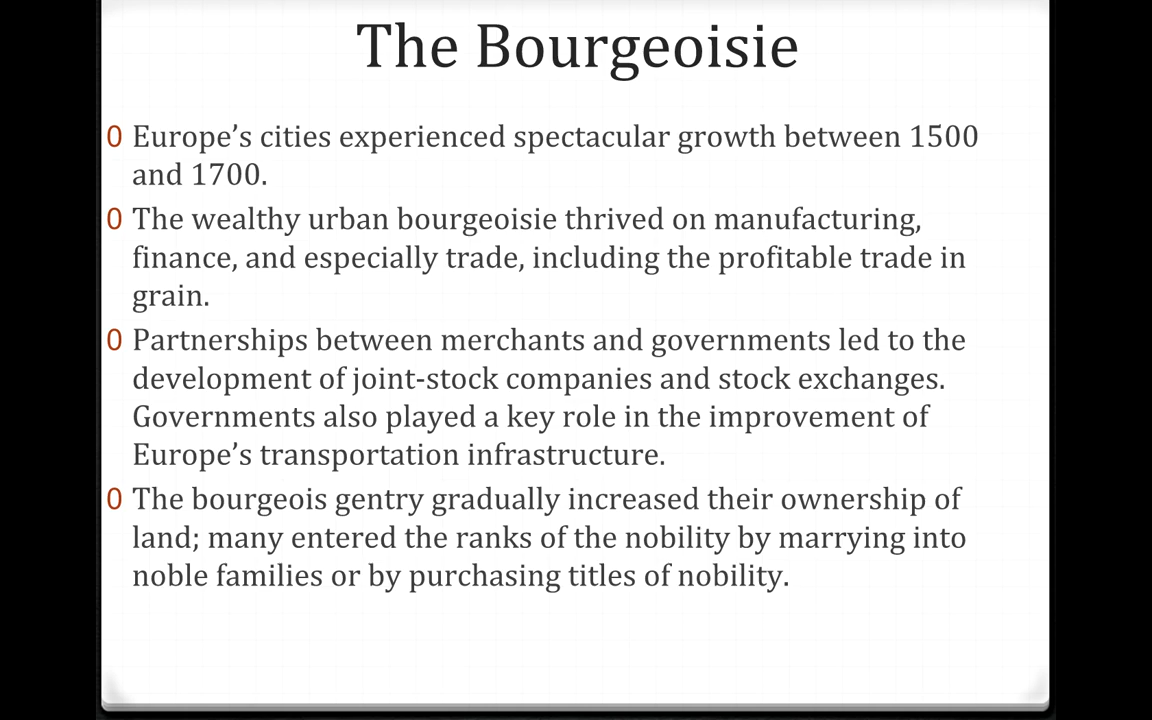 The Bourgeoisie
0 Europe’s cities experienced spectacular growth between 1500
and 1700.
0 The wealthy urban bourgeoisie thrived on manufacturing,
finance, and especially trade, including the profitable trade in
grain.
0 Partnerships between merchants and governments led to the
development of joint-stock companies and stock exchanges.
Governments also played a key role in the improvement of
Europe’s transportation infrastructure.
0 The bourgeois gentry gradually increased their ownership of
land; many entered the ranks of the nobility by marrying into
noble families or by purchasing titles of nobility.